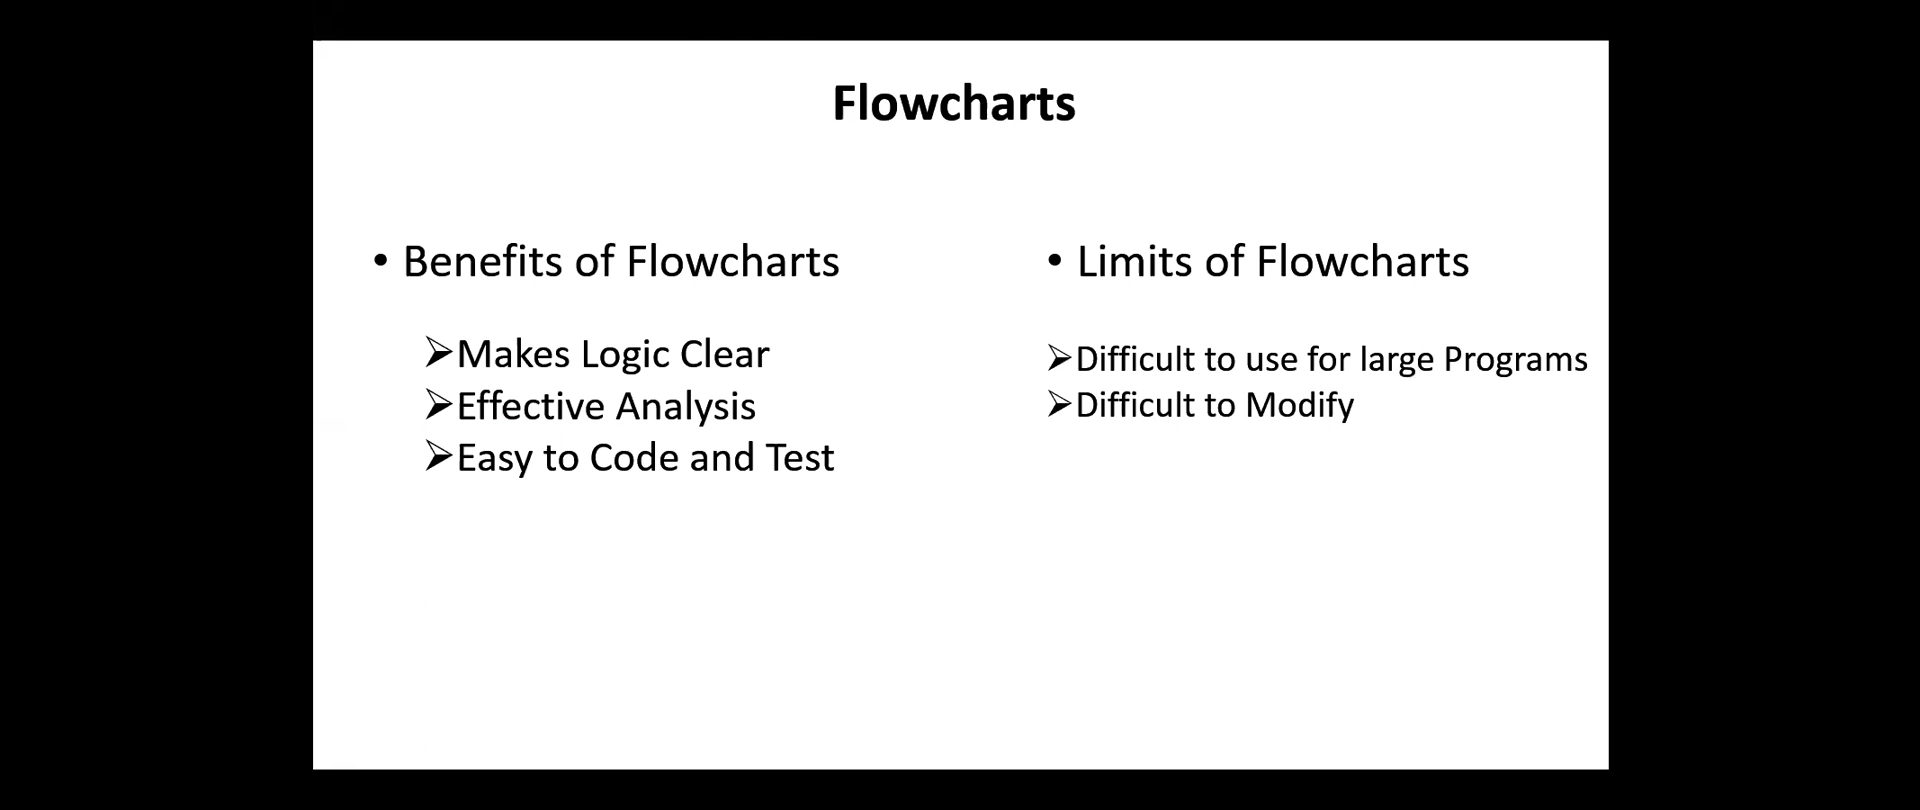 Flowcharts
• Benefits of Flowcharts
➢Makes Logic Clear
➢Effective Analysis
➢Easy to Code and Test
• Limits of Flowcharts
➢Difficult to use for large Programs
➢Difficult to Modify